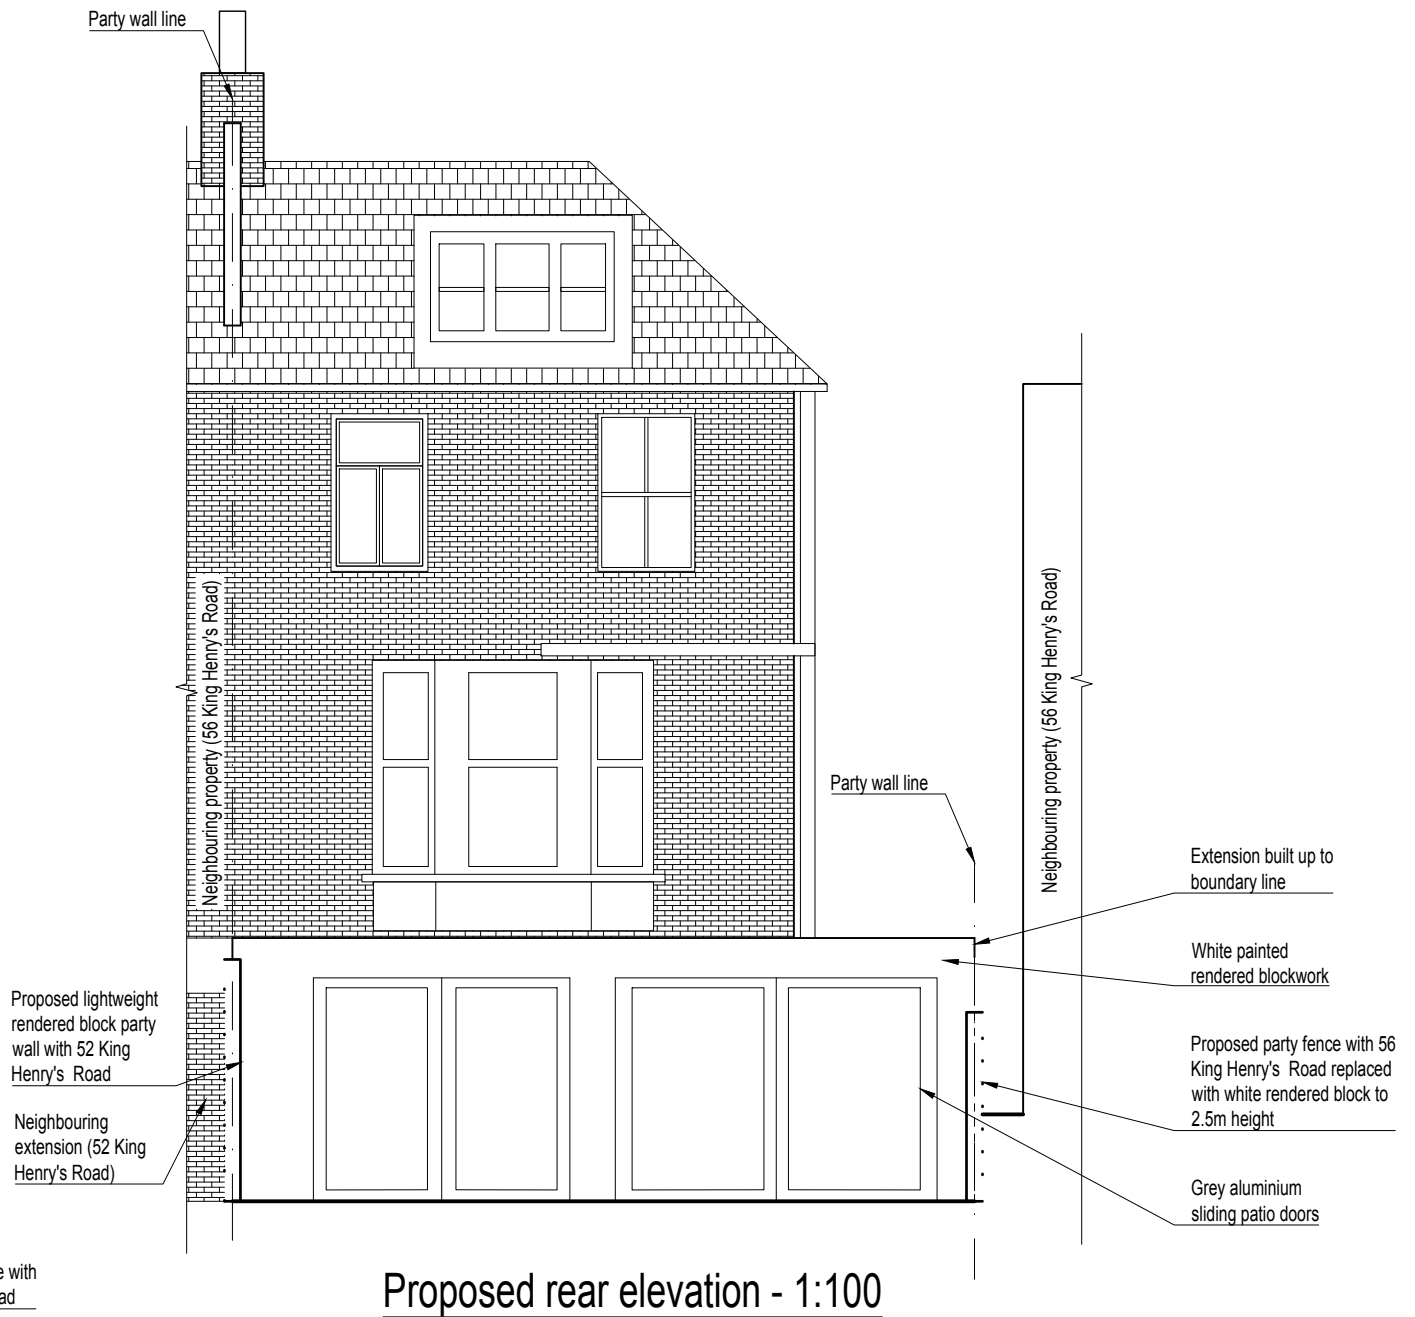 Party wall line
Neighbouring property (56 King Henry's Road)
Neighbouring property (56 King Henry's Road)
Party wall line
Extension built up to
boundary line
White painted
rendered blockwork
Proposed lightweight
rendered block party
wall with 52 King
Henry's Road
Proposed party fence with 56
King Henry's Road replaced
with white rendered block to
2.5m height
Neighbouring
extension (52 King
Henry's Road)
Grey aluminium
sliding patio doors
with
Proposed rear elevation - 1:100